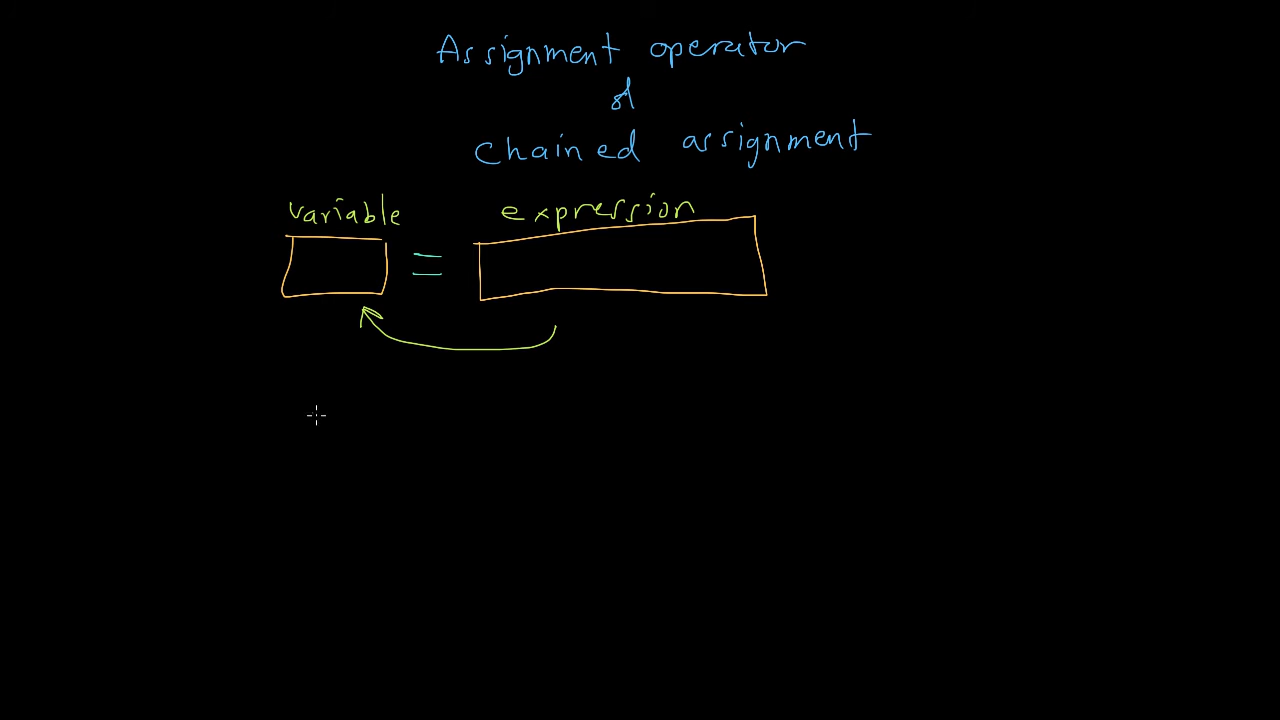 Assignment operator
&
chained assignment
variable expression
=